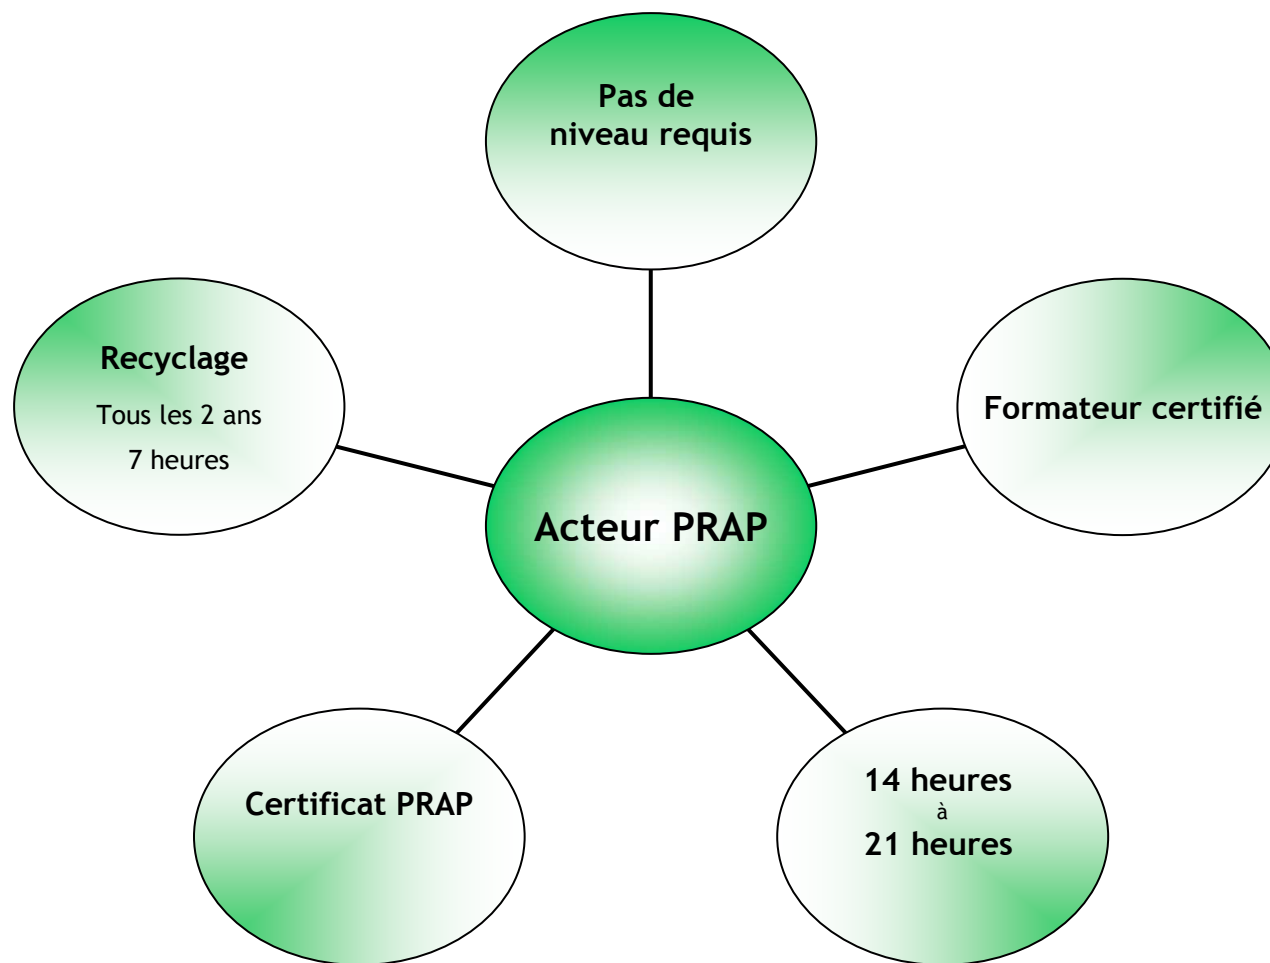 Pas de
niveau requis
Recyclage
Tous les 2 ans
7 heures
Formateur certifié
Acteur PRAP
Certificat PRAP
14 heures
à
21 heures